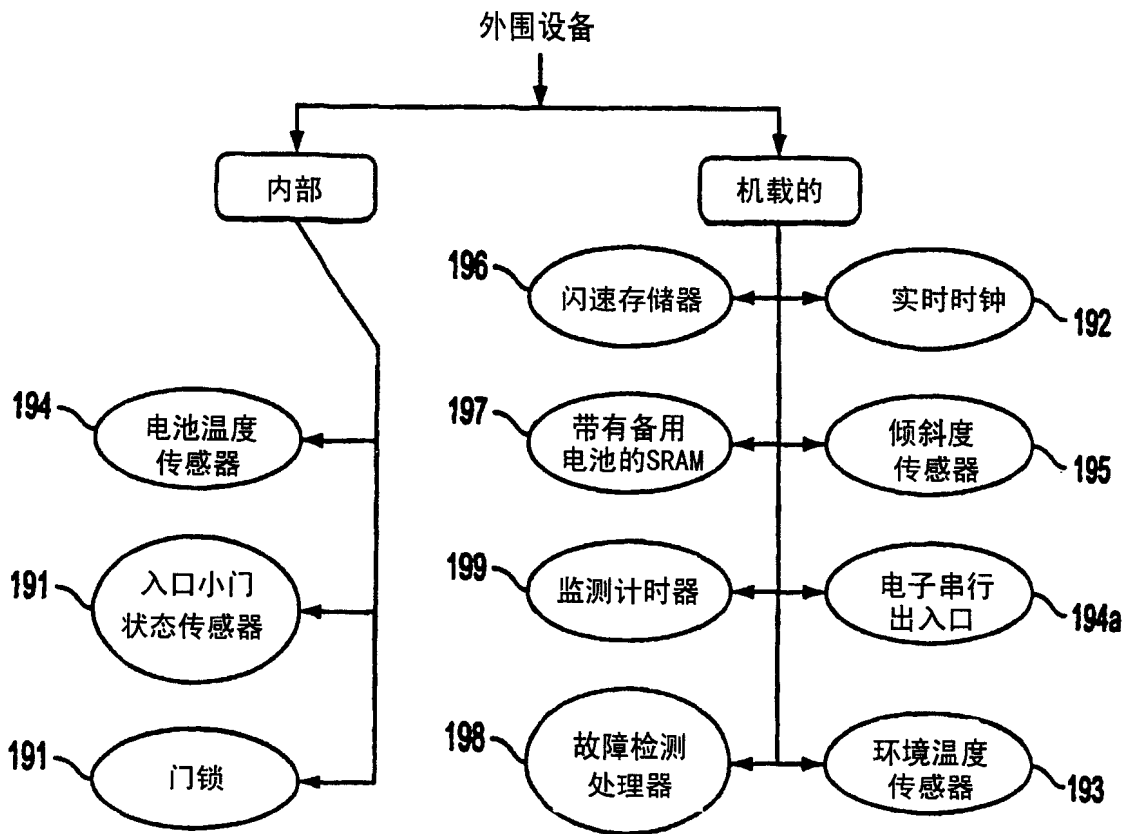 外围设备
内部
机载的
196
闪速存储器
实时时钟
192
194
电池温度
传感器
197
带有备用
电池的SRAM
倾斜度
传感器
195
191
入口小门
状态传感器
199
监测计时器
电子串行
出入口
194a
191
门锁
198
故障检测
处理器
环境温度
传感器
193